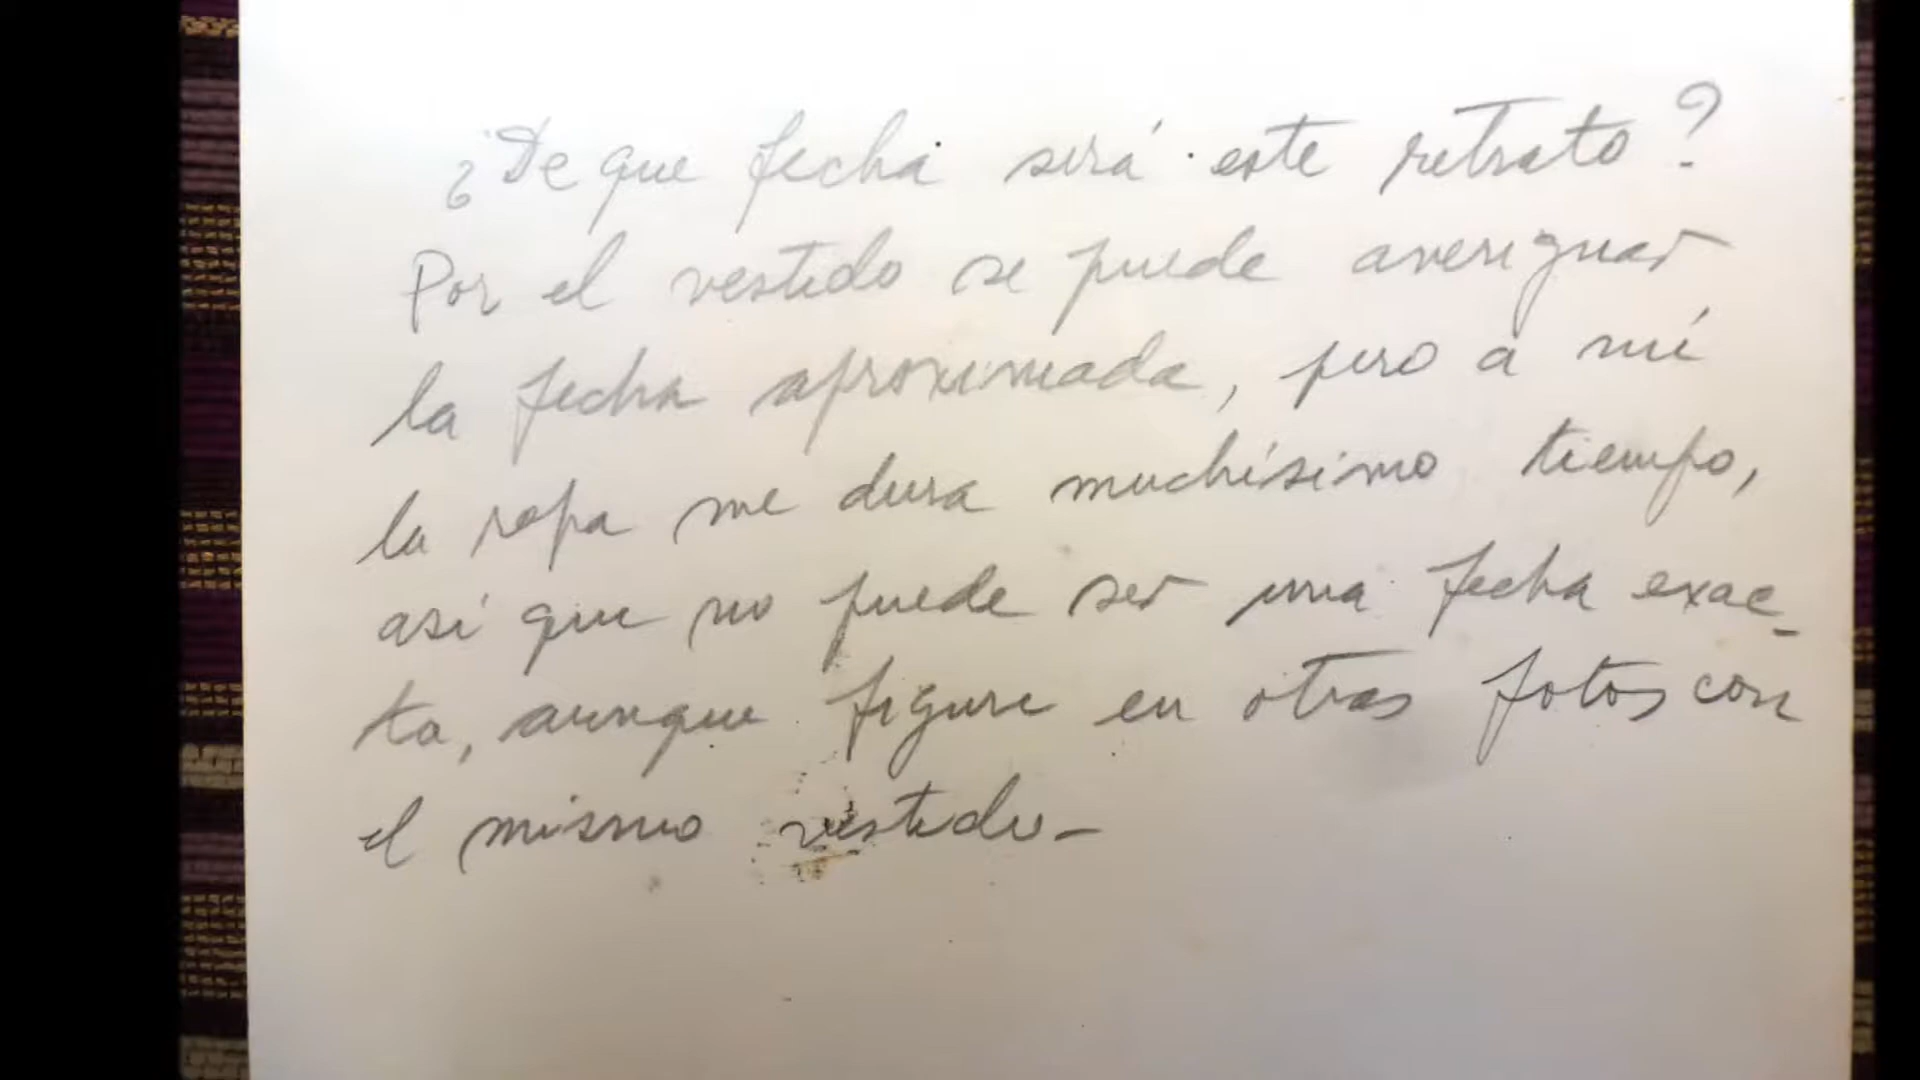 ¿De que fecha será este retrato?
Por el vestido se puede averiguar
la fecha aproximada, pero a mí
la ropa me dura muchísimo tiempo,
así que no puede ser una fecha exac-
ta, aunque figure en otras fotos con
el mismo vestido-